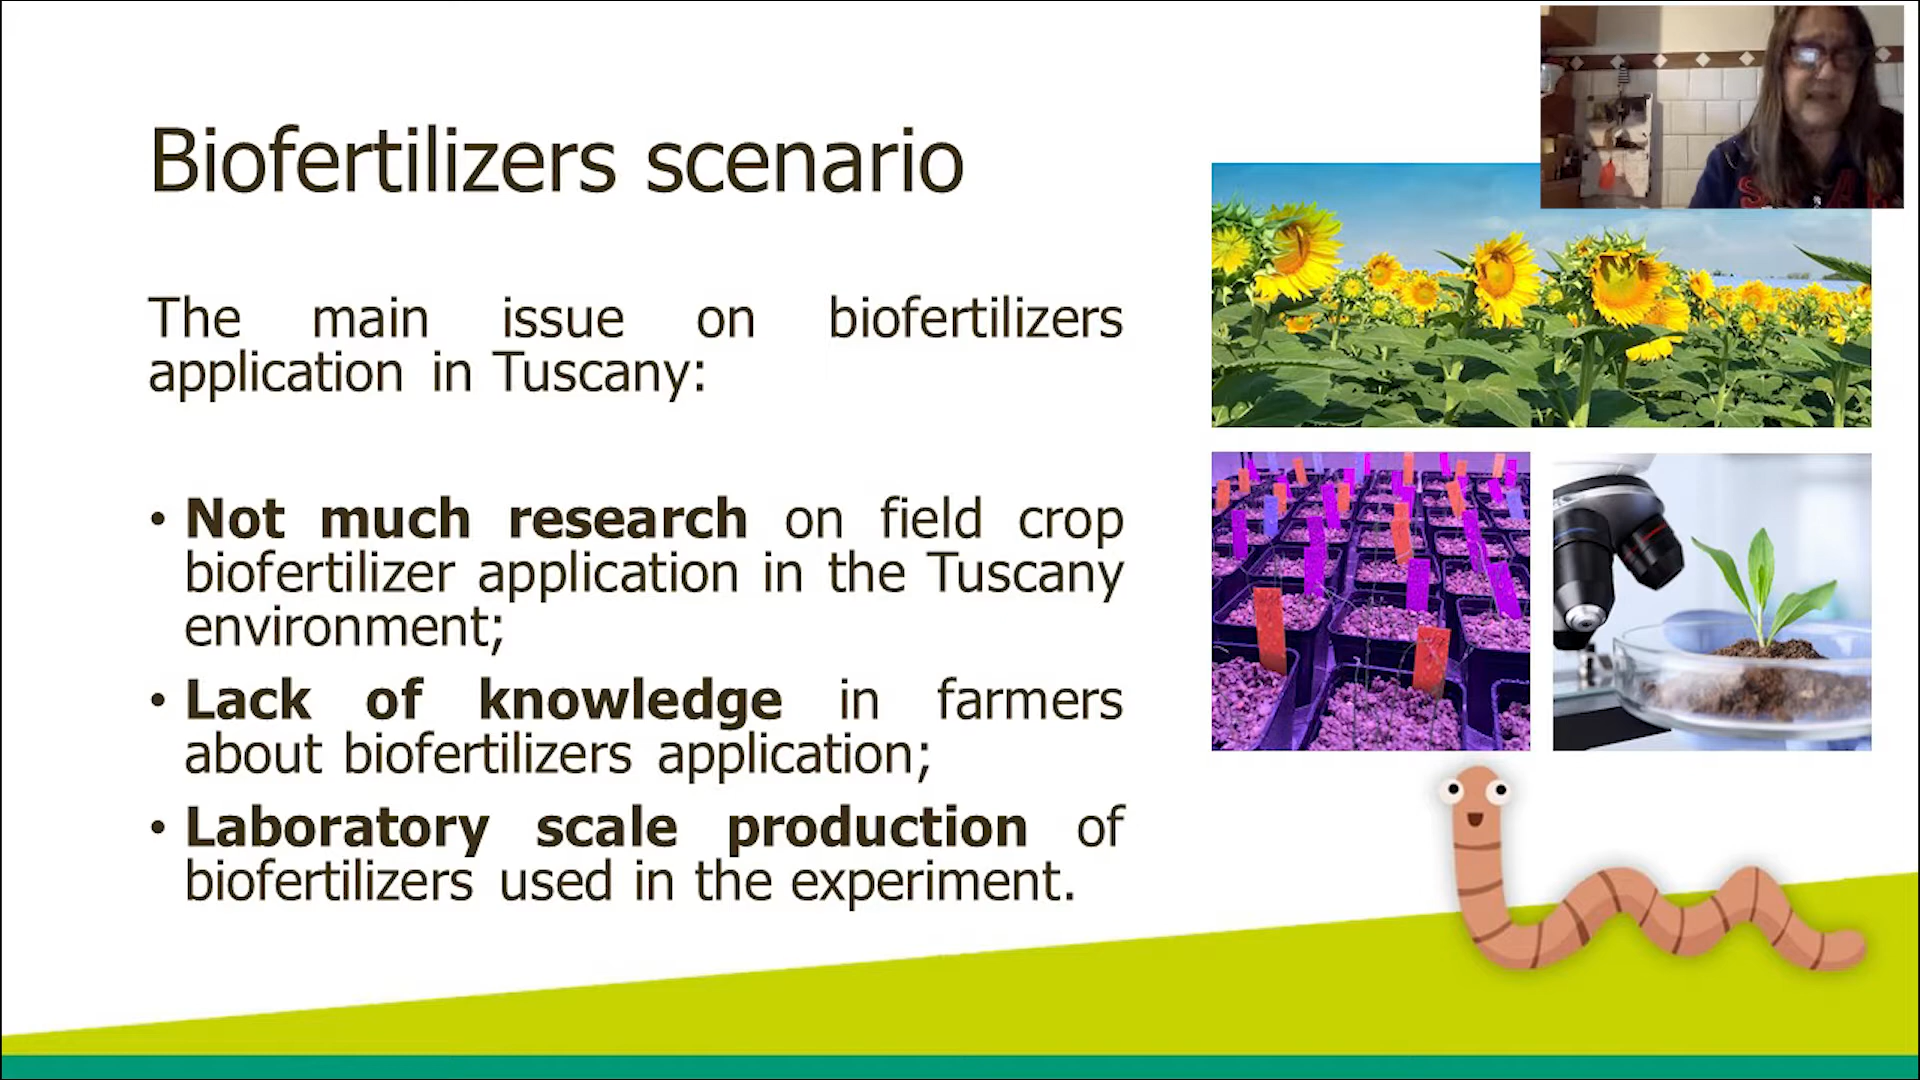 Biofertilizers scenario
The main issue on biofertilizers
application in Tuscany:
• Not much research on field crop
biofertilizer application in the Tuscany
environment;
• Lack of knowledge in farmers
about biofertilizers application;
• Laboratory scale production of
biofertilizers used in the experiment.